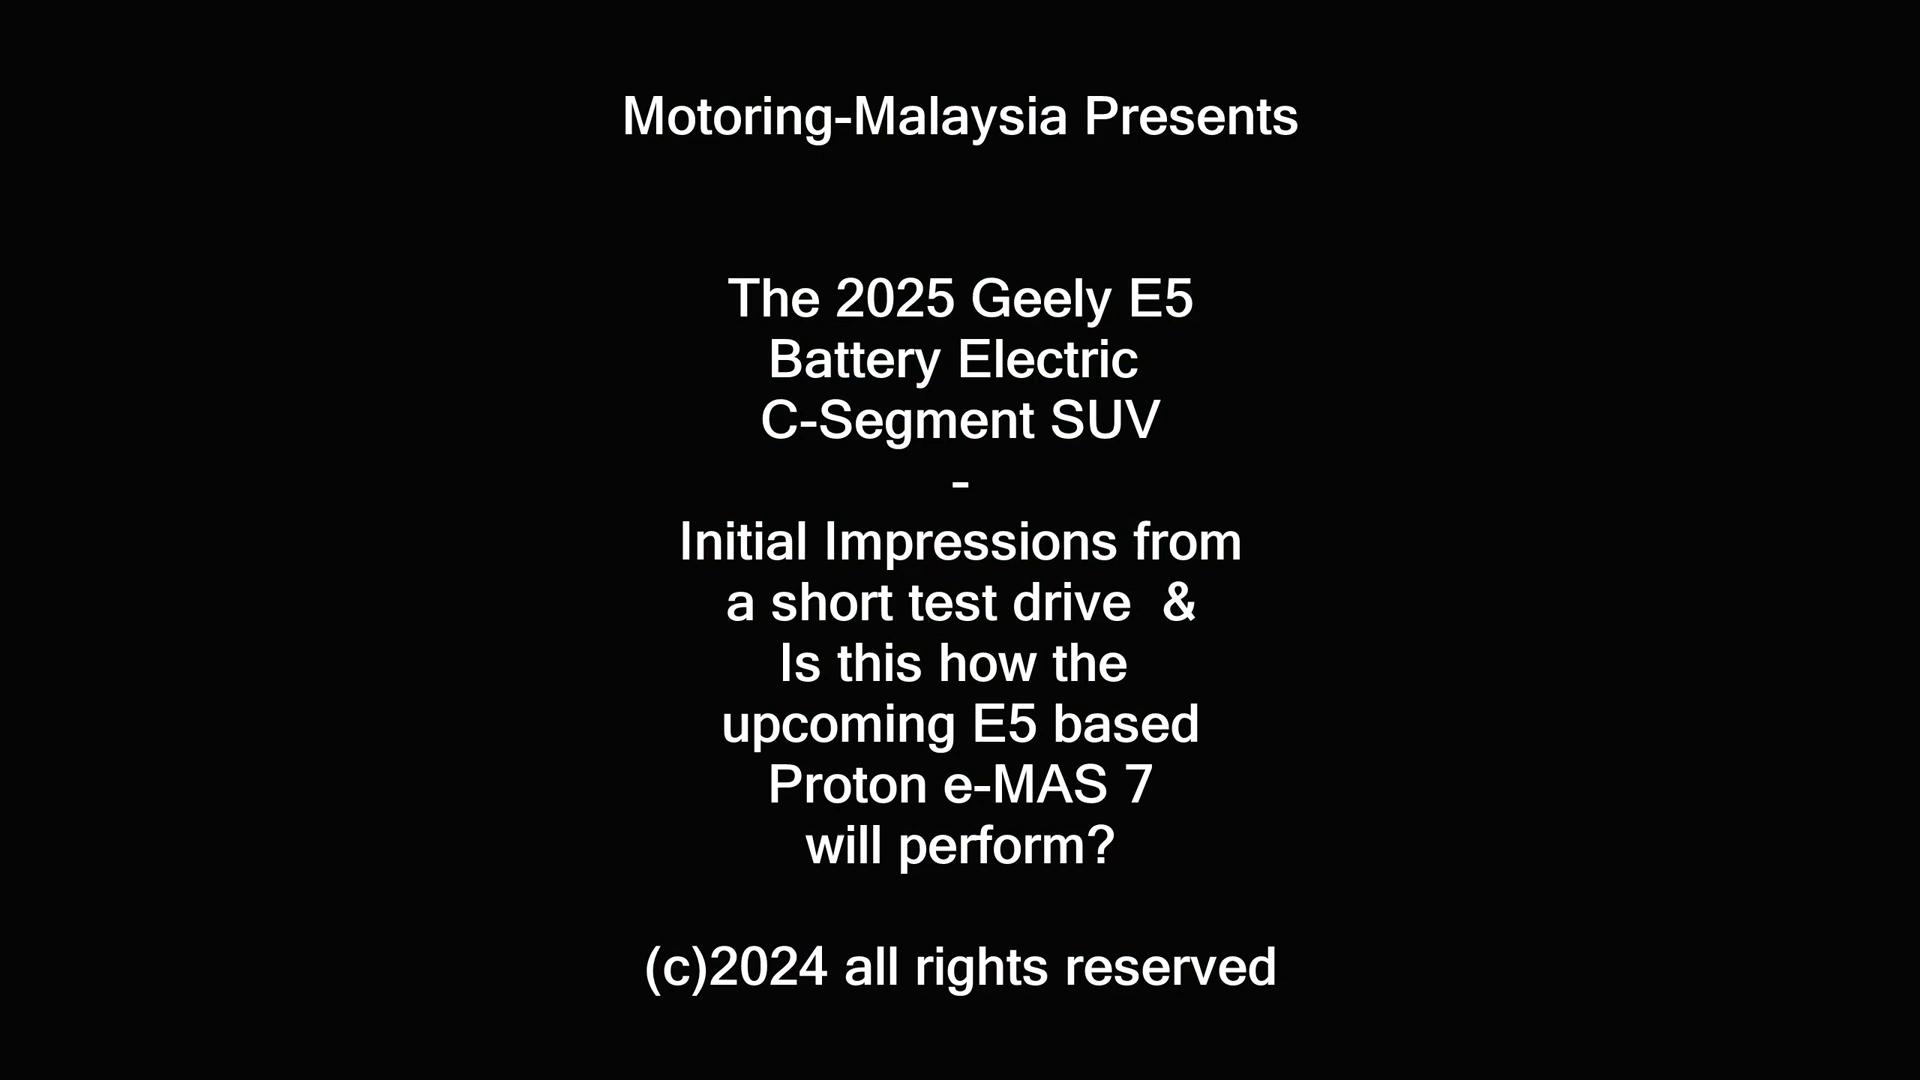 Motoring-Malaysia Presents
The 2025 Geely E5
Battery Electric
C-Segment SUV
-
Initial Impressions from
a short test drive  &
Is this how the
upcoming E5 based
Proton e-MAS 7
will perform?
(c)2024 all rights reserved